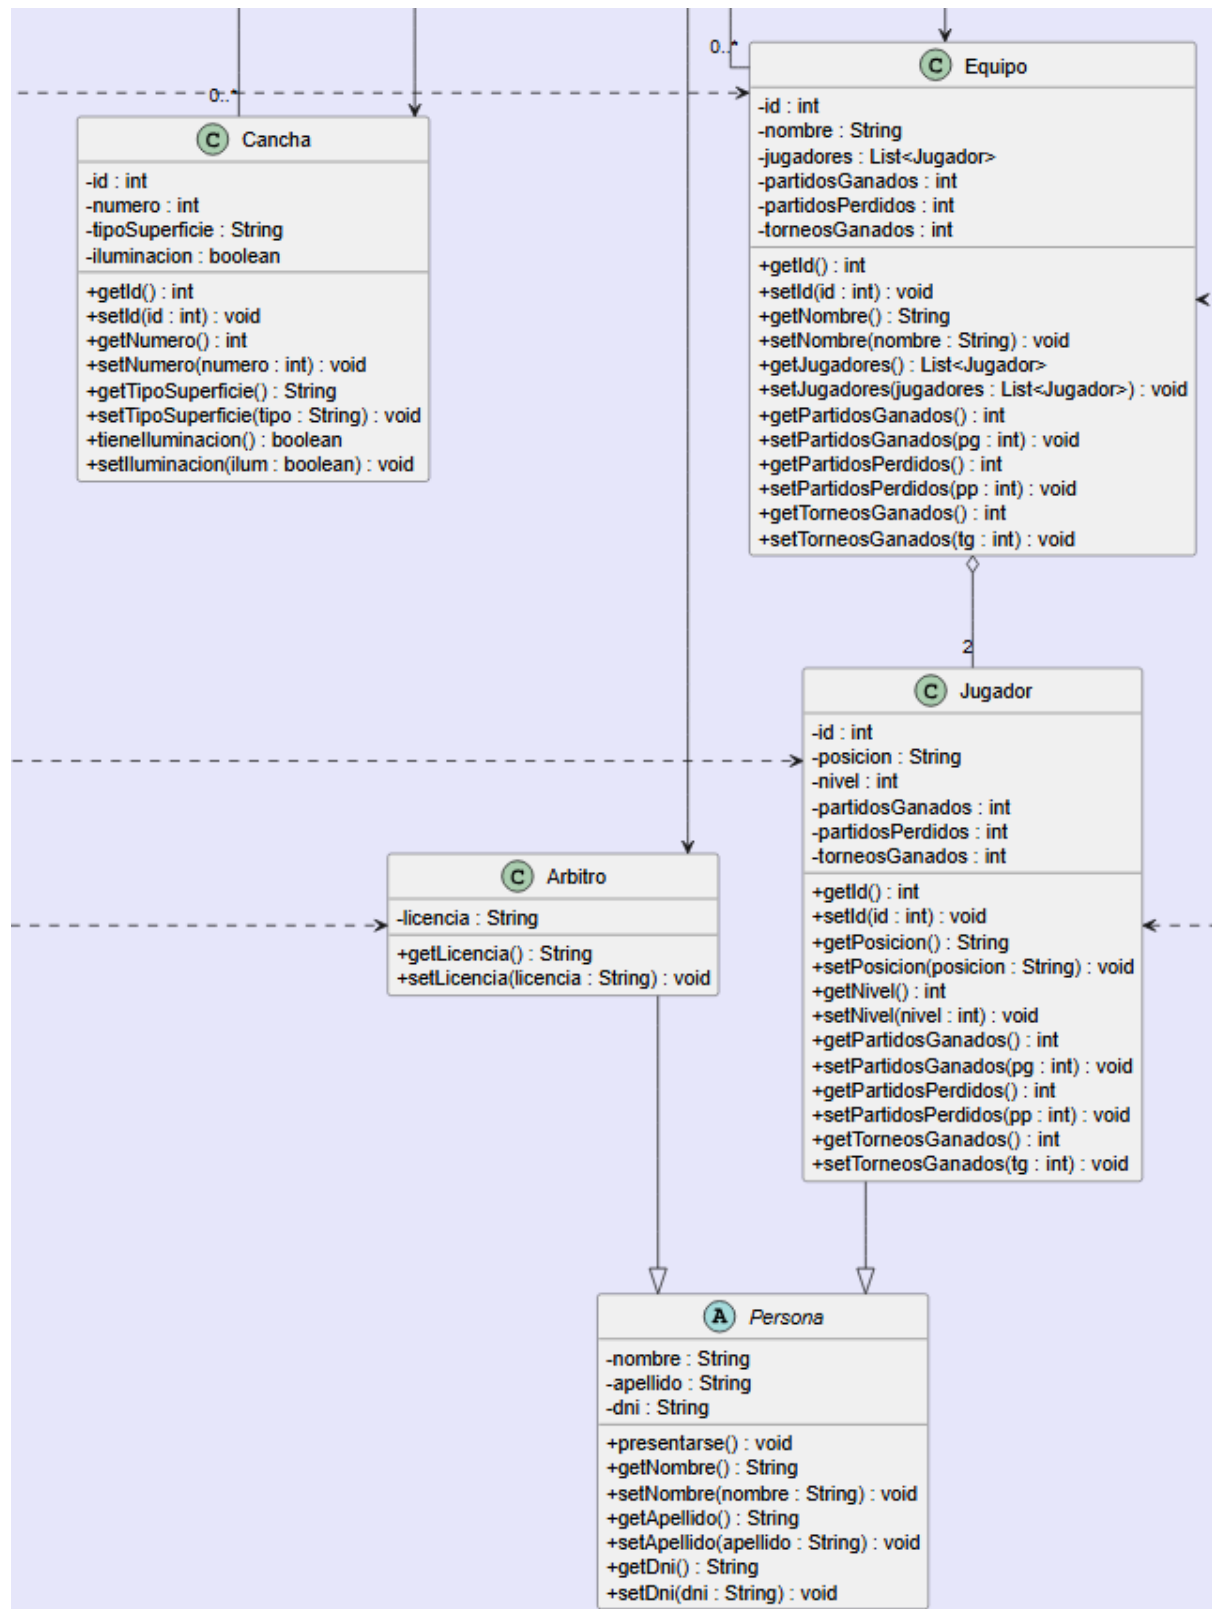 0..*
C Cancha
-id : int
-numero : int
-tipoSuperficie : String
-iluminacion : boolean
+getId() : int
+setId(id : int) : void
+getNumero() : int
+setNumero(numero : int) : void
+getTipoSuperficie() : String
+setTipoSuperficie(tipo : String) : void
+tieneIluminacion() : boolean
+setIluminacion(ilum : boolean) : void
0..*
C Equipo
-id : int
-nombre : String
-jugadores : List<Jugador>
-partidosGanados : int
-partidosPerdidos : int
-torneosGanados : int
+getId() : int
+setId(id : int) : void
+getNombre() : String
+setNombre(nombre : String) : void
+getJugadores() : List<Jugador>
+setJugadores(jugadores : List<Jugador>) : void
+getPartidosGanados() : int
+setPartidosGanados(pg : int) : void
+getPartidosPerdidos() : int
+setPartidosPerdidos(pp : int) : void
+getTorneosGanados() : int
+setTorneosGanados(tg : int) : void
2
C Jugador
-id : int
-posicion : String
-nivel : int
-partidosGanados : int
-partidosPerdidos : int
-torneosGanados : int
+getId() : int
+setId(id : int) : void
+getPosicion() : String
+setPosicion(posicion : String) : void
+getNivel() : int
+setNivel(nivel : int) : void
+getPartidosGanados() : int
+setPartidosGanados(pg : int) : void
+getPartidosPerdidos() : int
+setPartidosPerdidos(pp : int) : void
+getTorneosGanados() : int
+setTorneosGanados(tg : int) : void
C Arbitro
-licencia : String
+getLicencia() : String
+setLicencia(licencia : String) : void
A Persona
-nombre : String
-apellido : String
-dni : String
+presentarse() : void
+getNombre() : String
+setNombre(nombre : String) : void
+getApellido() : String
+setApellido(apellido : String) : void
+getDni() : String
+setDni(dni : String) : void